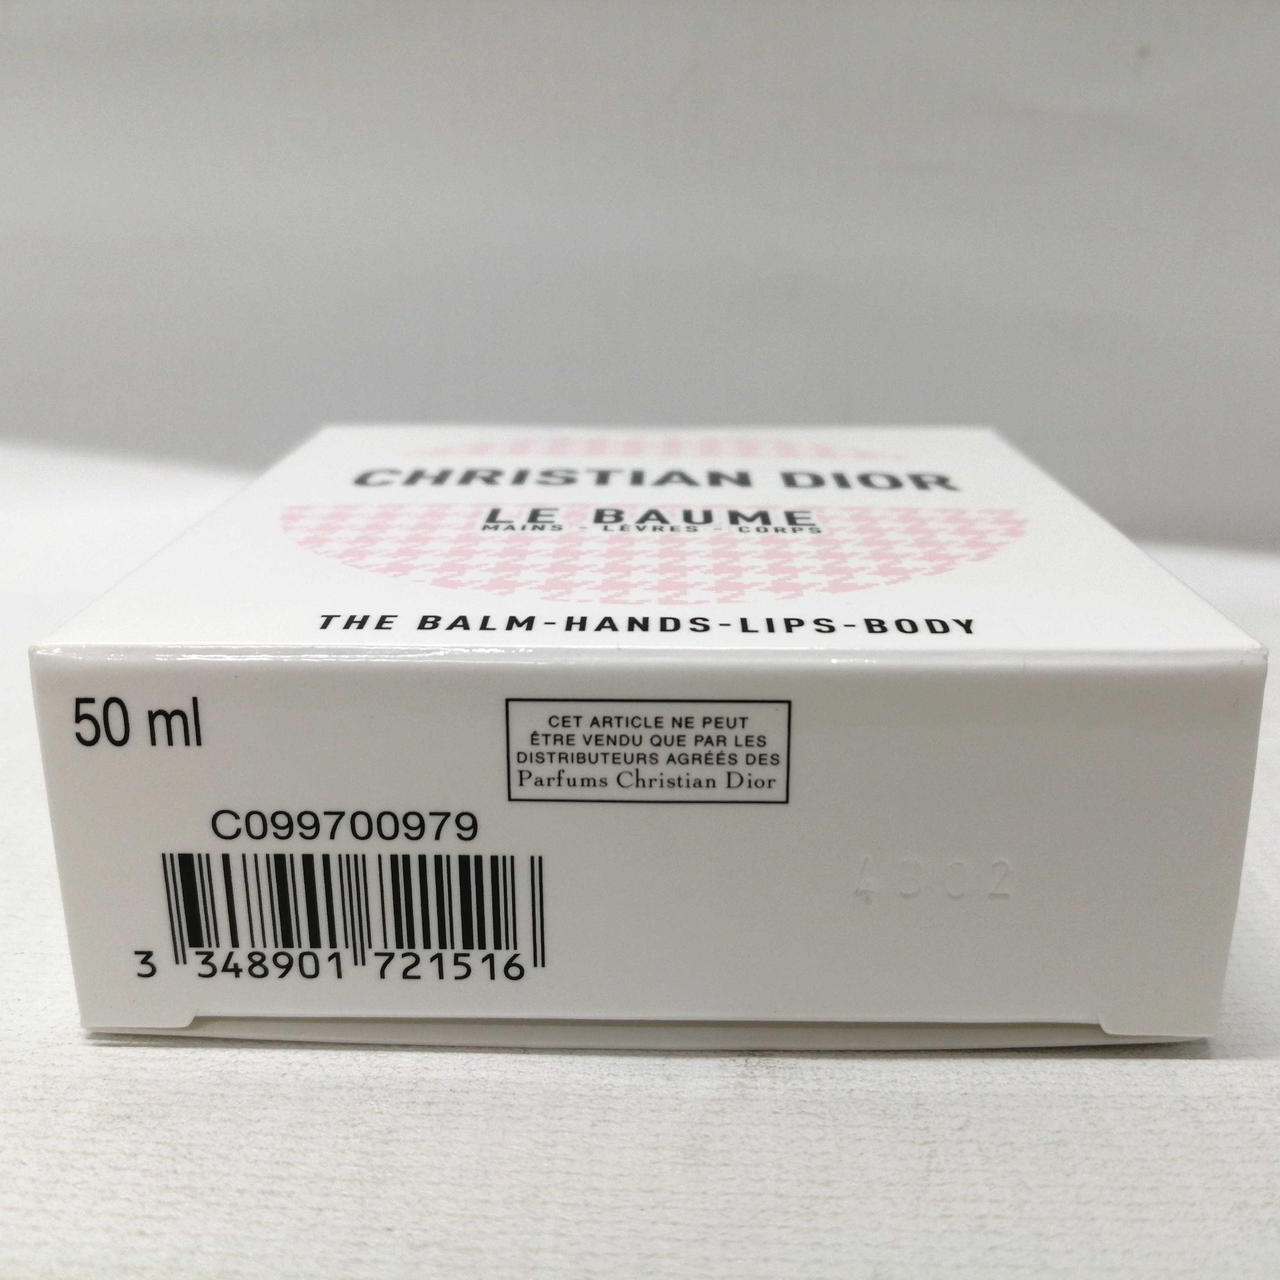 CHRISTIAN DIOR
LE BAUME
MAINS - LÈVRES - CORPS
THE BALM-HANDS-LIPS-BODY
50 ml
CET ARTICLE NE PEUT
ÊTRE VENDU QUE PAR LES
DISTRIBUTEURS AGRÉÉS DES
Parfums Christian Dior
C099700979
3 348901 721516